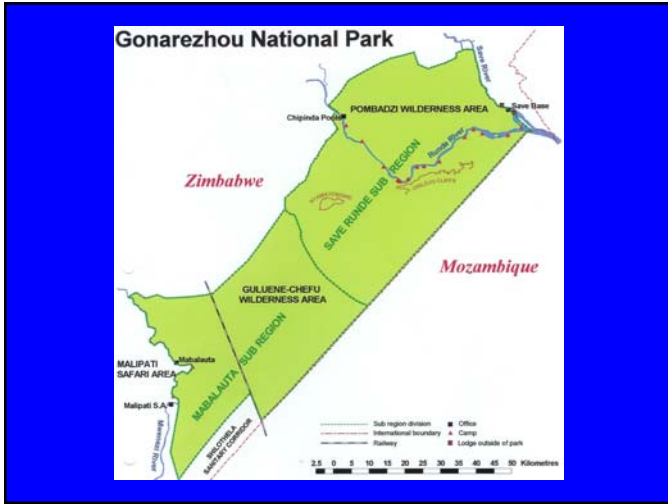 Gonarezhou National Park
Save River
POMBADZI WILDERNESS AREA
Save Base
Chipinda Pools
Runde River
Zimbabwe
SAVE RUNDE SUB REGION
Mozambique
GULUENE-CHEFU
WILDERNESS AREA
MABALAUTA SUB REGION
MALIPATI
SAFARI AREA
Mabalauta
Malipati S.A.
Mwenezi River
SHILOTHELA
SANITARY CORRIDOR
Sub region division
Office
International boundary
Camp
Railway
Lodge outside of park
2.5 0 5 10 15 20 25 30 35 40 45 50 Kilometres